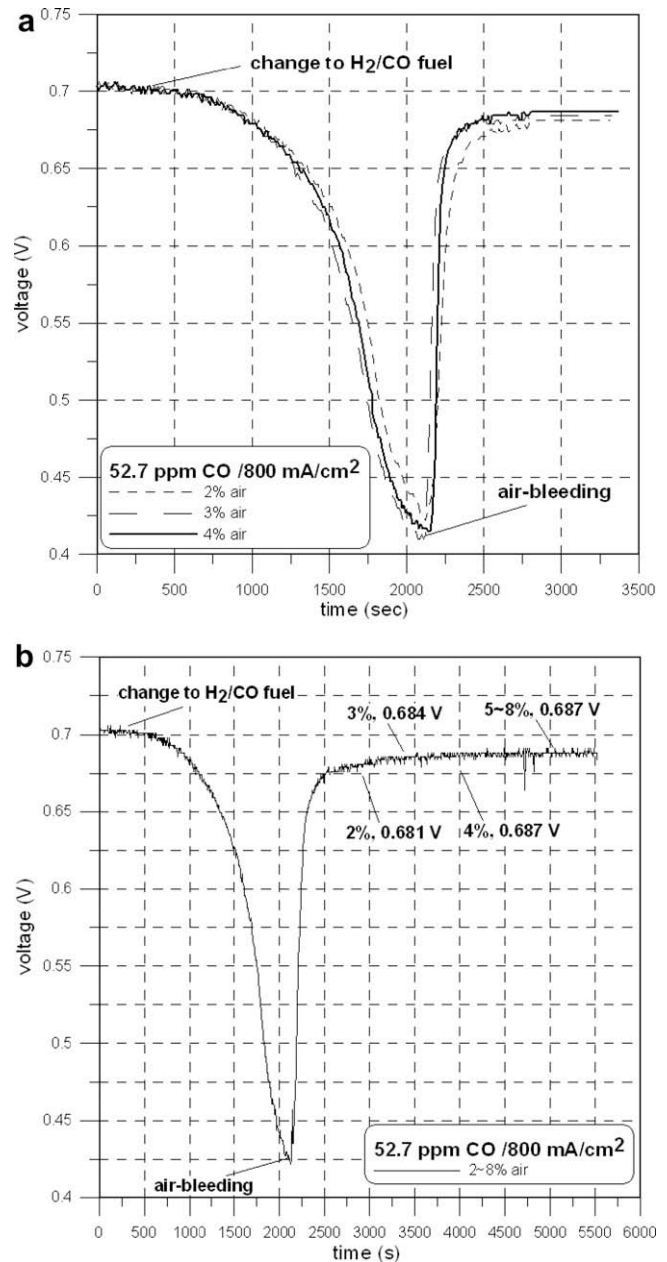 a
0.75
0.7
0.65
0.6
0.55
0.5
0.45
0.4
voltage (V)
change to H2/CO fuel
air-bleeding
52.7 ppm CO /800 mA/cm2
2% air
3% air
4% air
0 500 1000 1500 2000 2500 3000 3500
time (sec)
b
0.75
0.7
0.65
0.6
0.55
0.5
0.45
0.4
voltage (V)
change to H2/CO fuel
3%, 0.684 V
5~8%, 0.687 V
2%, 0.681 V
4%, 0.687 V
air-bleeding
52.7 ppm CO /800 mA/cm2
2~8% air
0 500 1000 1500 2000 2500 3000 3500 4000 4500 5000 5500 6000
time (s)